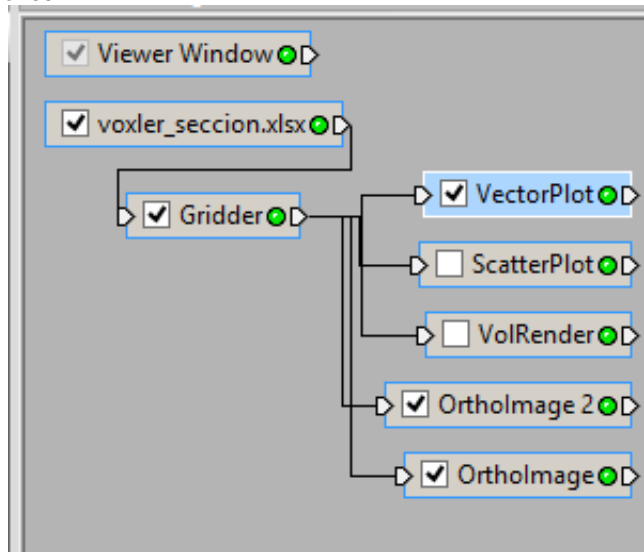 Viewer Window
voxler_seccion.xlsx
Gridder
VectorPlot
ScatterPlot
VolRender
OrthoImage 2
OrthoImage